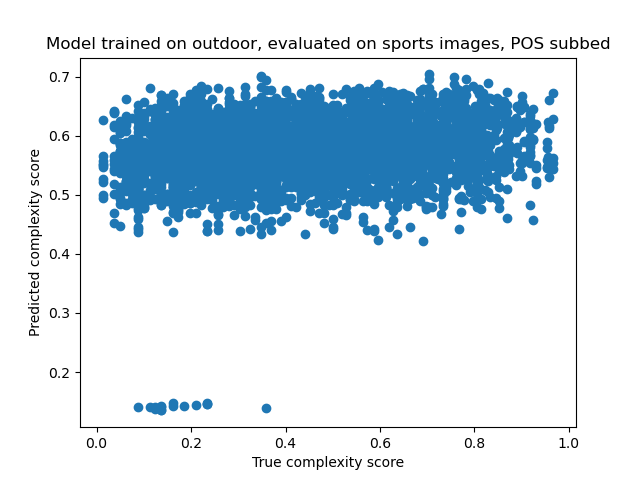 Model trained on outdoor, evaluated on sports images, POS subbed
0.7
0.6
0.5
0.4
0.3
0.2
Predicted complexity score
0.0 0.2 0.4 0.6 0.8 1.0
True complexity score